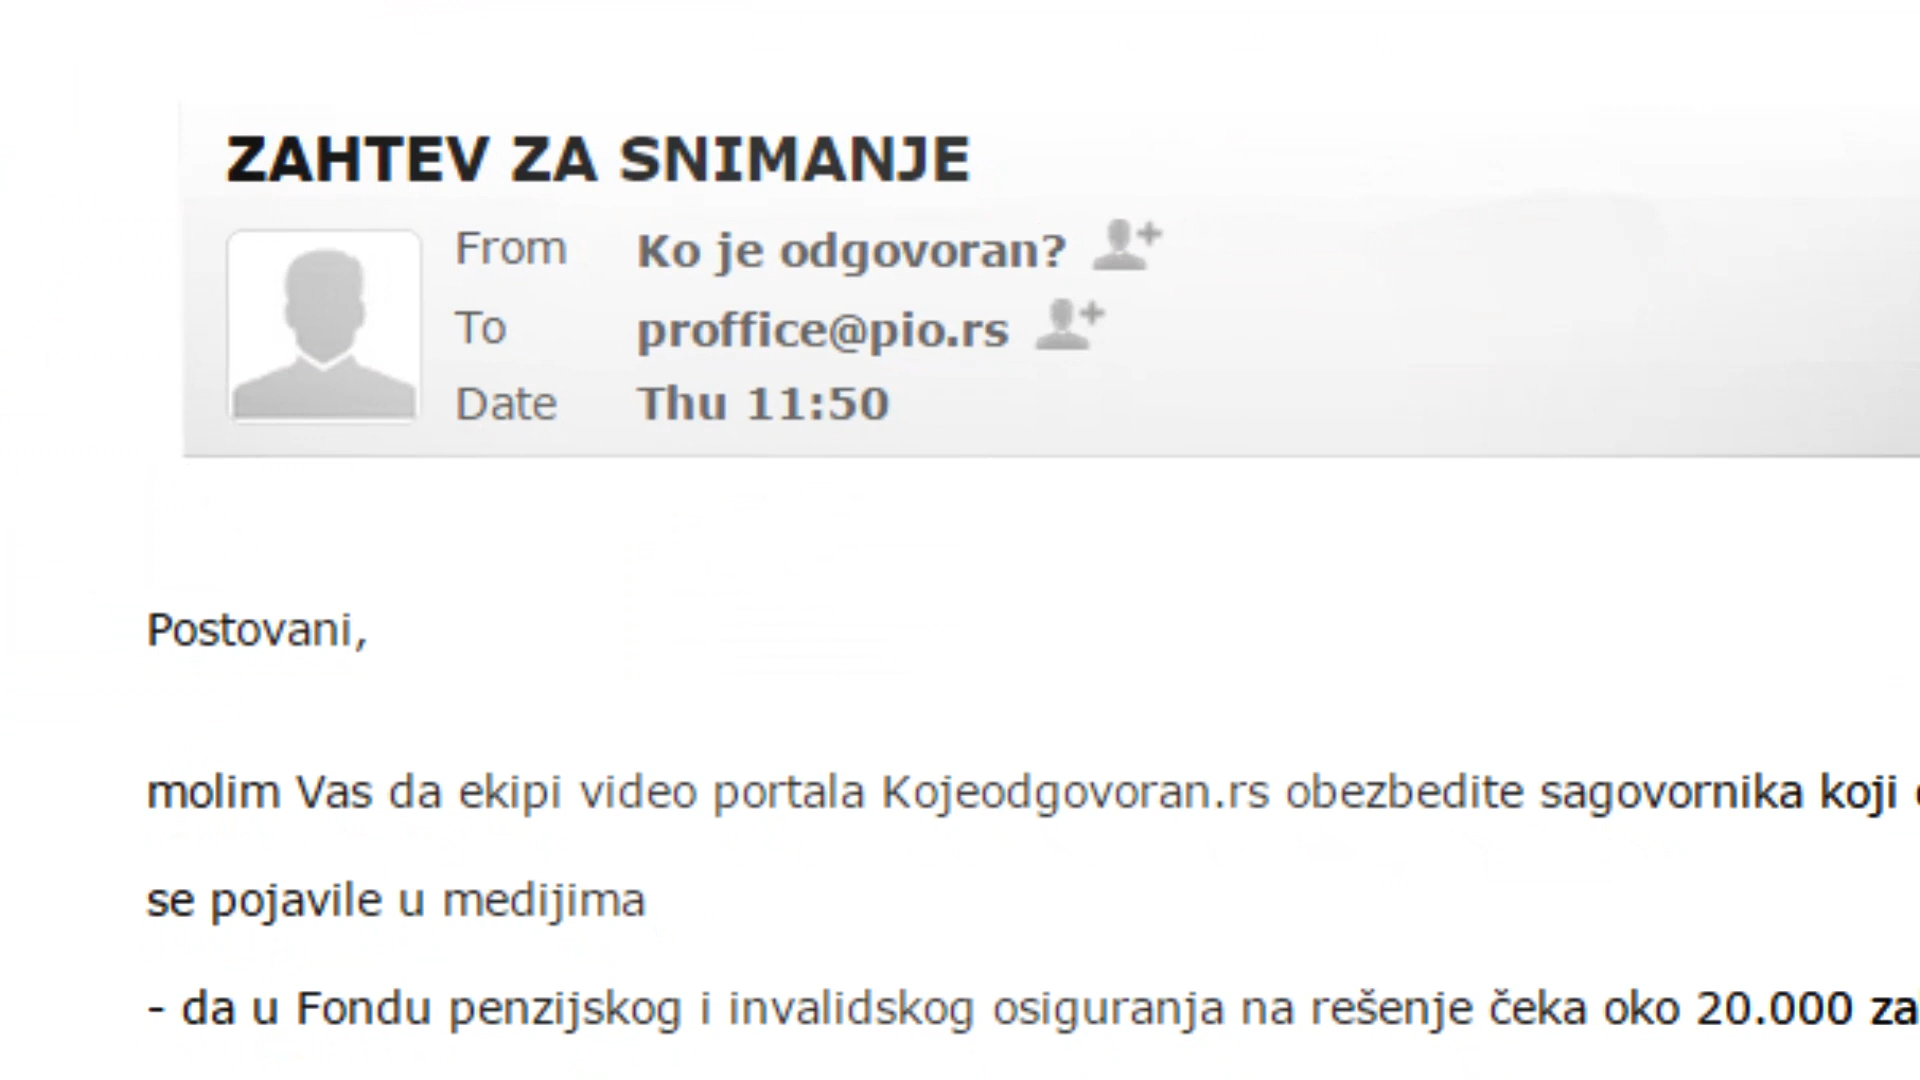 ZAHTEV ZA SNIMANJE
From Ko je odgovoran?
To proffice@pio.rs
Date Thu 11:50
Postovani,
molim Vas da ekipi video portala Kojeodgovoran.rs obezbedite sagovornika koji
se pojavile u medijima
- da u Fondu penzijskog i invalidskog osiguranja na rešenje čeka oko 20.000